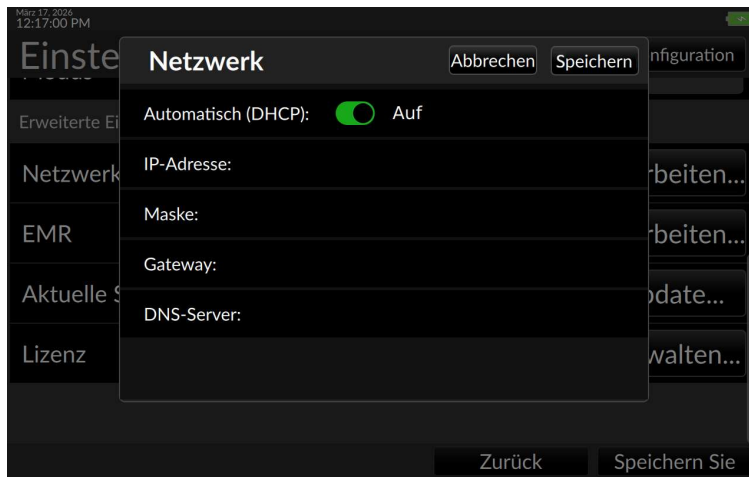 März 17, 2026
12:17:00 PM
Einste
nfiguration
Modus
Netzwerk
Abbrechen
Speichern
Erweiterte Ei
Automatisch (DHCP):
Auf
Netzwerk
IP-Adresse:
rbeiten...
Maske:
EMR
rbeiten...
Gateway:
Aktuelle S
pdate...
DNS-Server:
Lizenz
walten...
Zurück
Speichern Sie